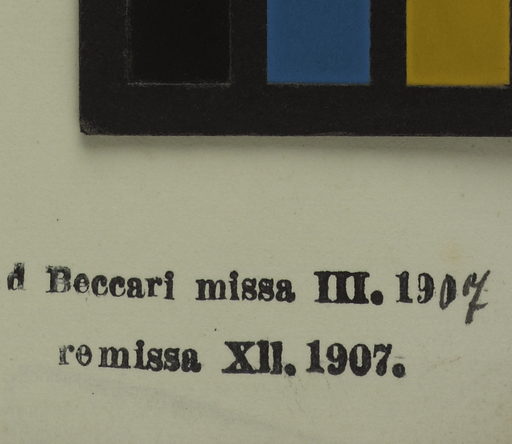 d Beccari missa III. 1907
remissa XII. 1907.